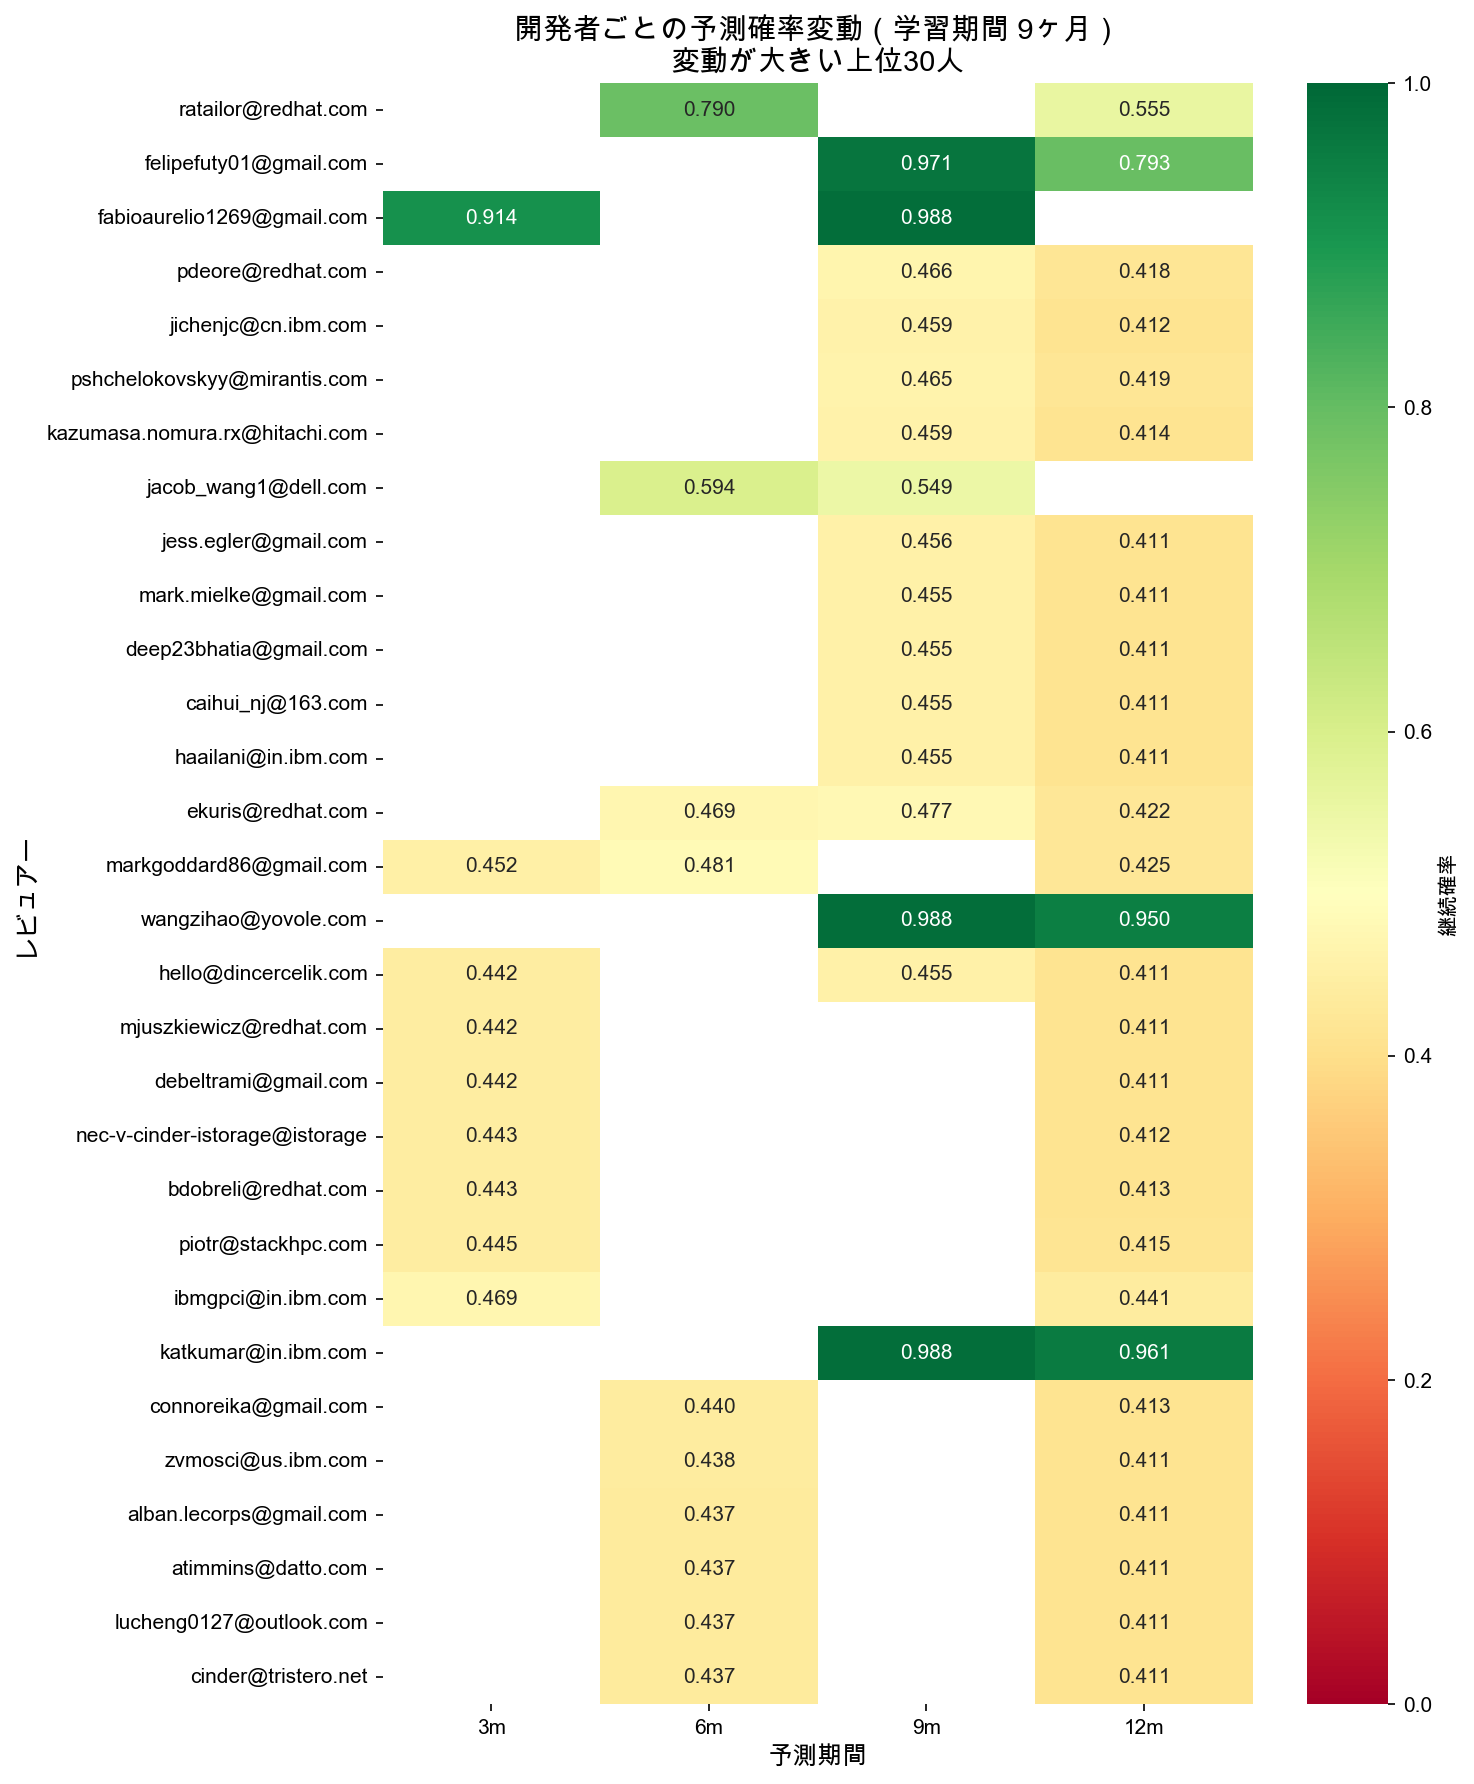 開発者ごとの予測確率変動（学習期間 9ヶ月）
変動が大きい上位30人
ratailor@redhat.com 0.790 0.555
felipefuty01@gmail.com 0.971 0.793
fabioaurelio1269@gmail.com 0.914 0.988
pdeore@redhat.com 0.466 0.418
jichenjc@cn.ibm.com 0.459 0.412
pshchelokovskyy@mirantis.com 0.465 0.419
kazumasa.nomura.rx@hitachi.com 0.459 0.414
jacob_wang1@dell.com 0.594 0.549
jess.egler@gmail.com 0.456 0.411
mark.mielke@gmail.com 0.455 0.411
deep23bhatia@gmail.com 0.455 0.411
caihui_nj@163.com 0.455 0.411
haailani@in.ibm.com 0.455 0.411
ekuris@redhat.com 0.469 0.477 0.422
markgoddard86@gmail.com 0.452 0.481 0.425
wangzihao@yovole.com 0.988 0.950
hello@dincercelik.com 0.442 0.455 0.411
mjuszkiewicz@redhat.com 0.442 0.411
debeltrami@gmail.com 0.442 0.411
nec-v-cinder-istorage@istorage 0.443 0.412
bdobreli@redhat.com 0.443 0.413
piotr@stackhpc.com 0.445 0.415
ibmgpci@in.ibm.com 0.469 0.441
katkumar@in.ibm.com 0.988 0.961
connoreika@gmail.com 0.440 0.413
zvmosci@us.ibm.com 0.438 0.411
alban.lecorps@gmail.com 0.437 0.411
atimmins@datto.com 0.437 0.411
lucheng0127@outlook.com 0.437 0.411
cinder@tristero.net 0.437 0.411
3m 6m 9m 12m
予測期間
レビュアー
1.0
0.8
0.6
0.4
0.2
0.0
継続確率